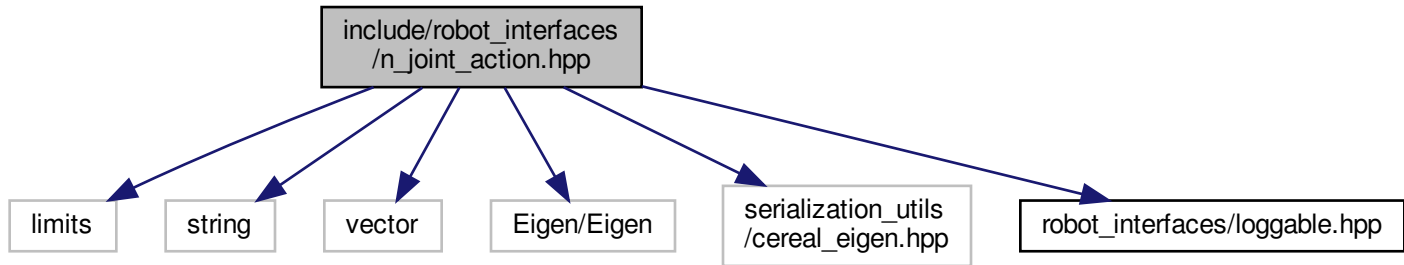 include/robot_interfaces
/n_joint_action.hpp
limits
string
vector
Eigen/Eigen
serialization_utils
/cereal_eigen.hpp
robot_interfaces/loggable.hpp